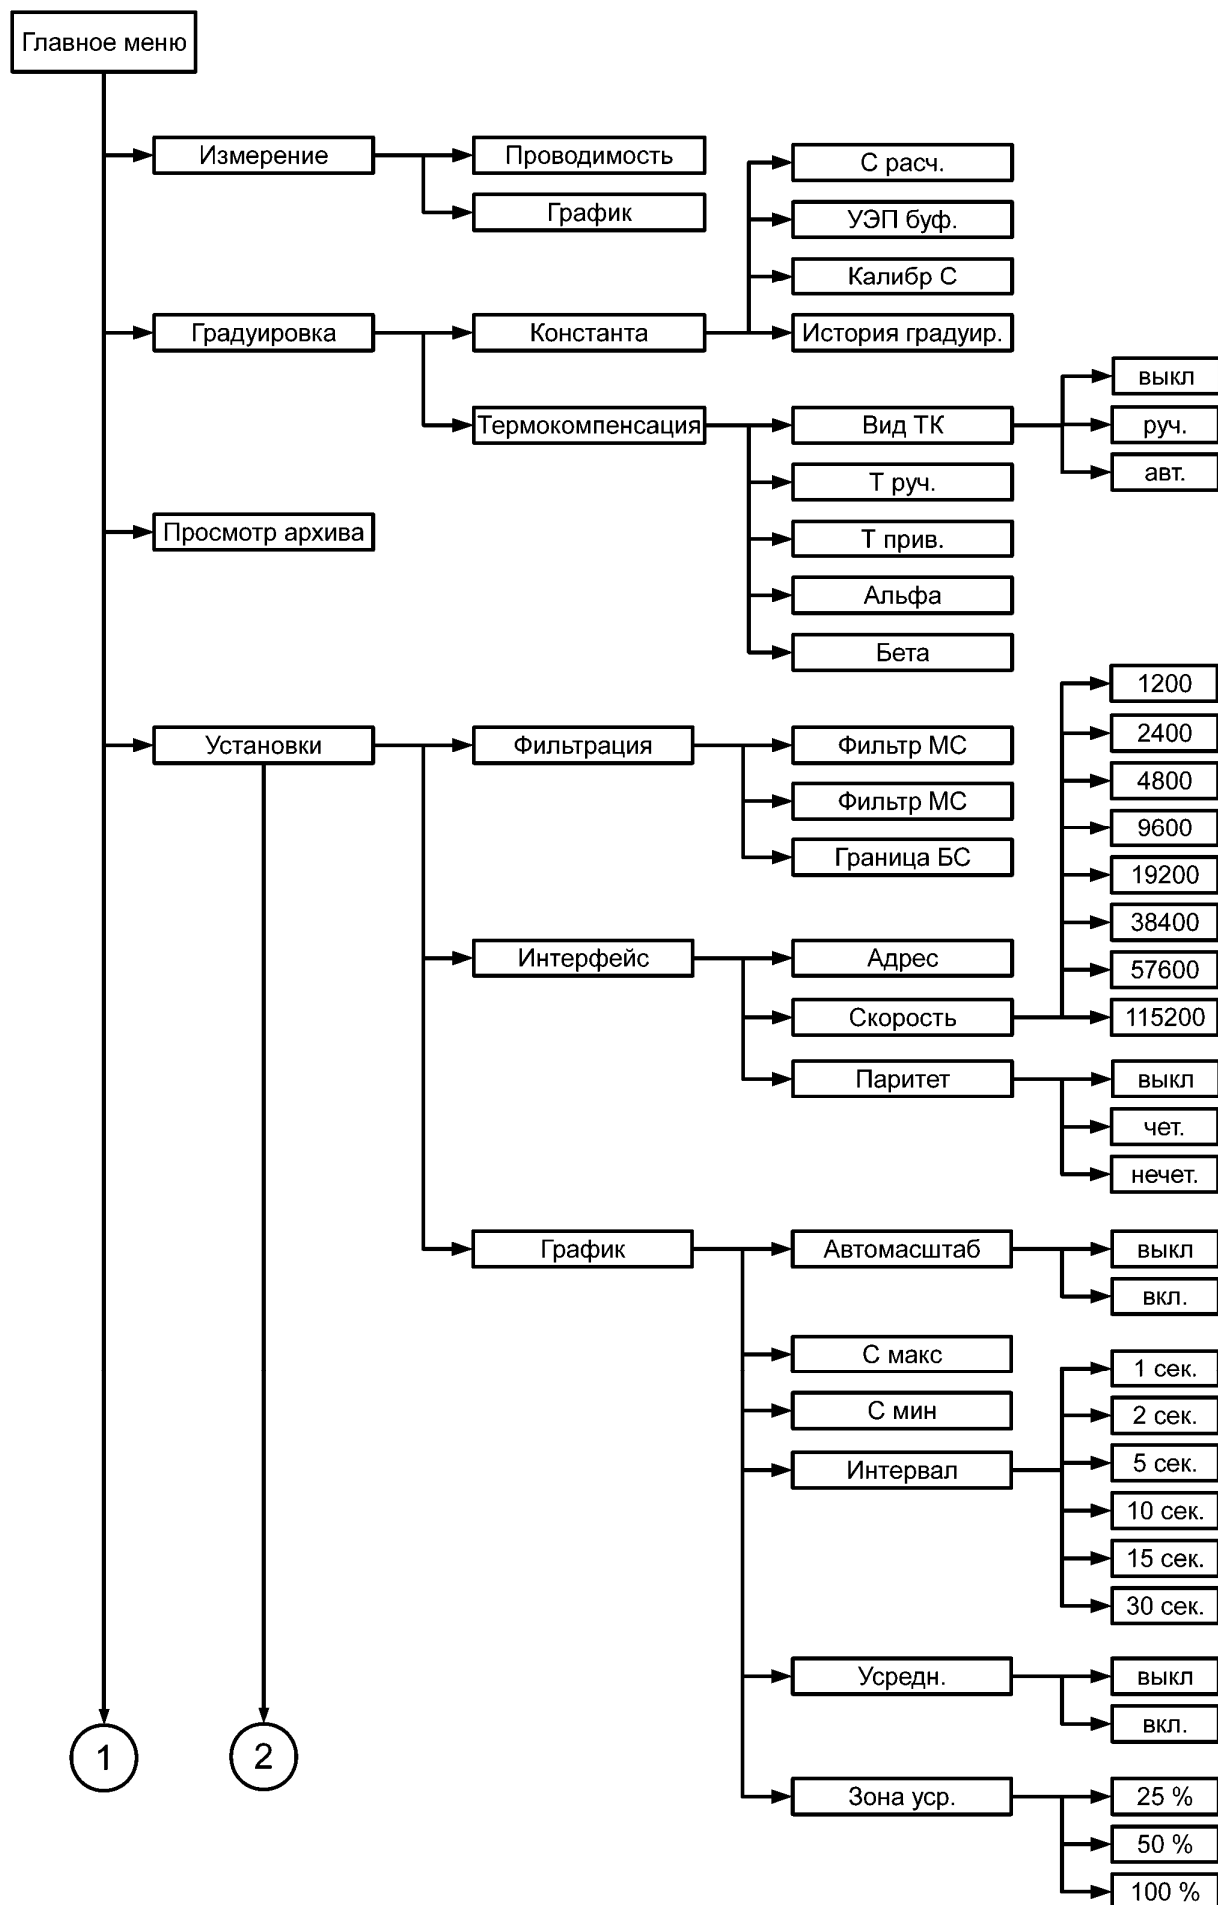 Главное меню
Измерение
Проводимость
График
Градуировка
Константа
С расч.
УЭП буф.
Калибр С
История градуир.
Термокомпенсация
Вид ТК
выкл
руч.
авт.
Т руч.
Т прив.
Альфа
Бета
Просмотр архива
Установки
Фильтрация
Фильтр МС
Фильтр МС
Граница БС
Интерфейс
Адрес
Скорость
1200
2400
4800
9600
19200
38400
57600
115200
Паритет
выкл
чет.
нечет.
График
Автомасштаб
выкл
вкл.
С макс
С мин
Интервал
1 сек.
2 сек.
5 сек.
10 сек.
15 сек.
30 сек.
Усредн.
выкл
вкл.
Зона уср.
25 %
50 %
100 %
1
2